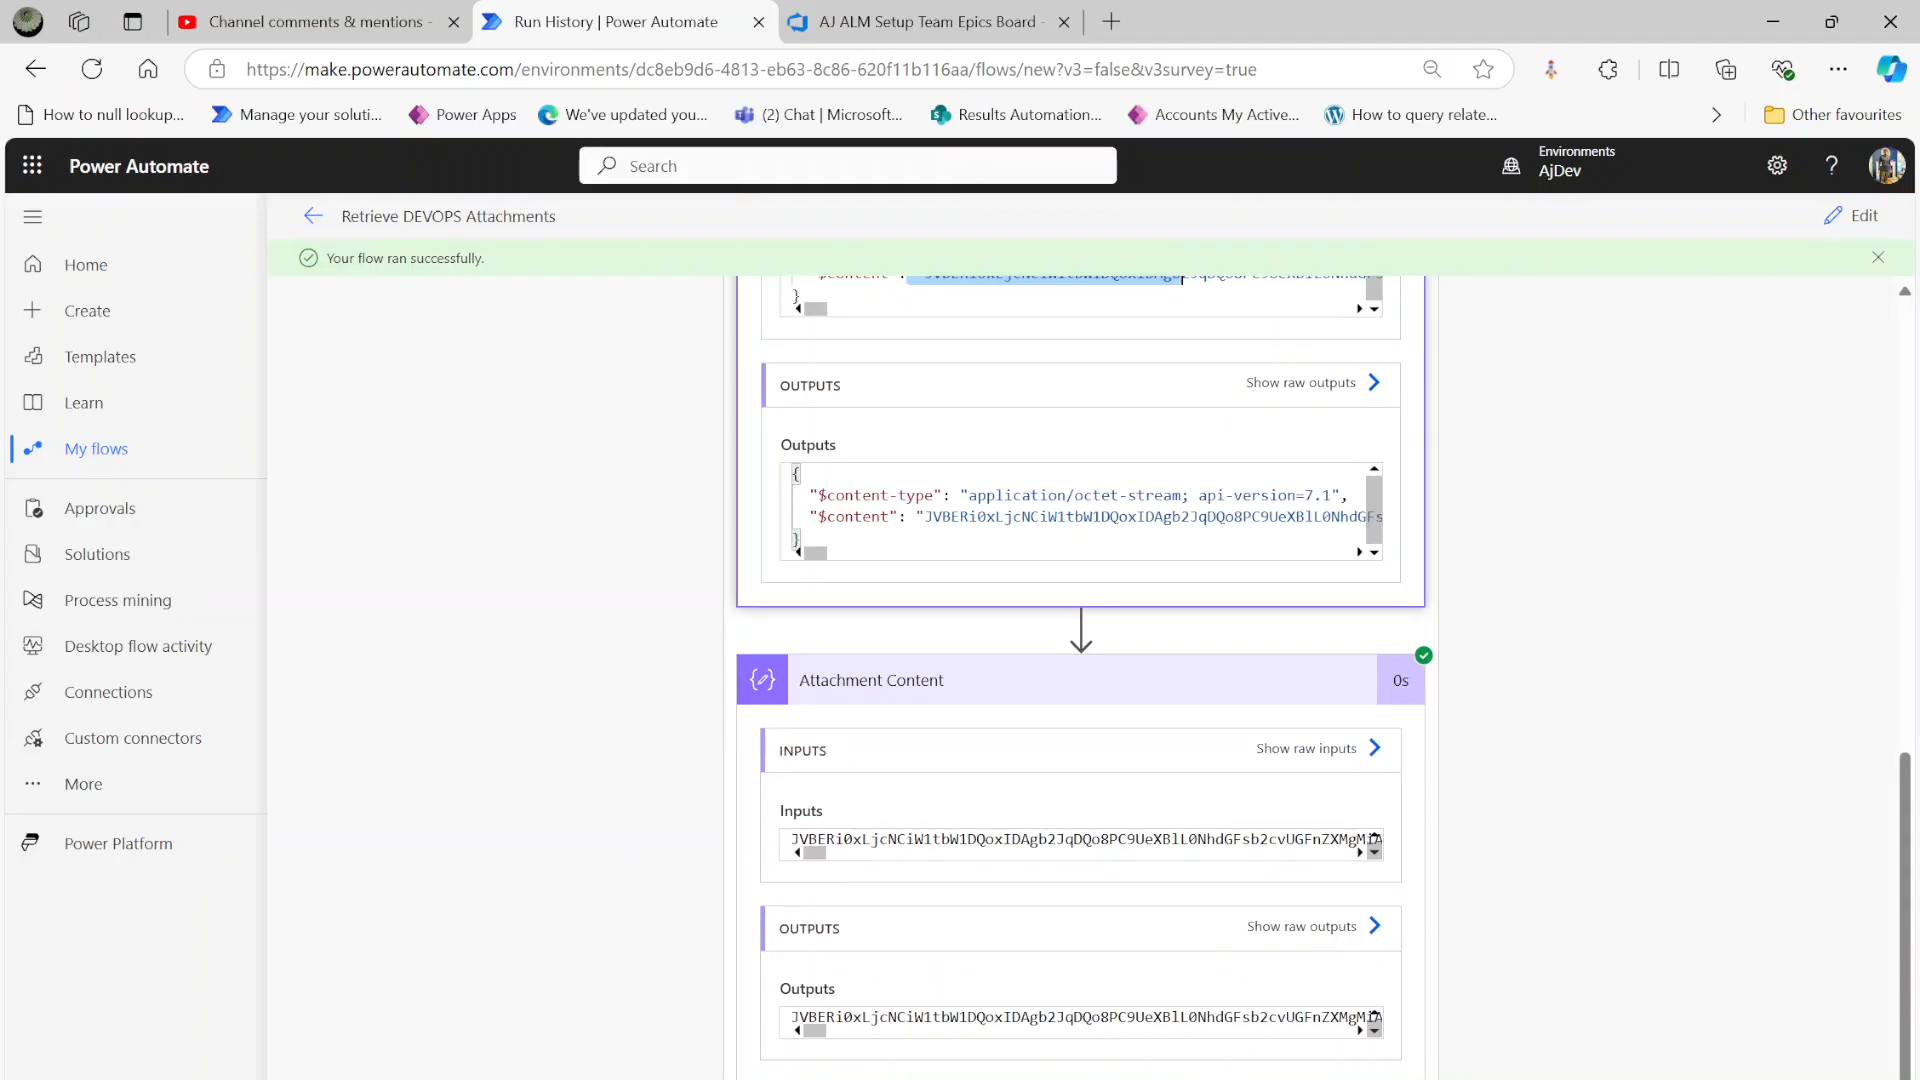 Channel comments & mentions -
Run History | Power Automate
AJ ALM Setup Team Epics Board -
https://make.powerautomate.com/environments/dc8eb9d6-4813-eb63-8c86-620f11b116aa/flows/new?v3=false&v3survey=true
How to null lookup...
Manage your soluti...
Power Apps
We've updated you...
(2) Chat | Microsoft...
Results Automation...
Accounts My Active...
How to query relate...
Other favourites
Power Automate
Search
Environments
AjDev
?
Retrieve DEVOPS Attachments
Edit
Your flow ran successfully.
Home
Create
Templates
Learn
My flows
Approvals
Solutions
Process mining
Desktop flow activity
Connections
Custom connectors
More
Power Platform
}
OUTPUTS
Show raw outputs
Outputs
{
"$content-type": "application/octet-stream; api-version=7.1",
"$content": "JVBERi0xLjcNCiW1tbW1DQoxIDAgb2JqDQo8PC9UeXBlL0NhdGFs
}
Attachment Content
0s
INPUTS
Show raw inputs
Inputs
JVBERi0xLjcNCiW1tbW1DQoxIDAgb2JqDQo8PC9UeXBlL0NhdGFsb2cvUGFnZXMgMiA
OUTPUTS
Show raw outputs
Outputs
JVBERi0xLjcNCiW1tbW1DQoxIDAgb2JqDQo8PC9UeXBlL0NhdGFsb2cvUGFnZXMgMiA